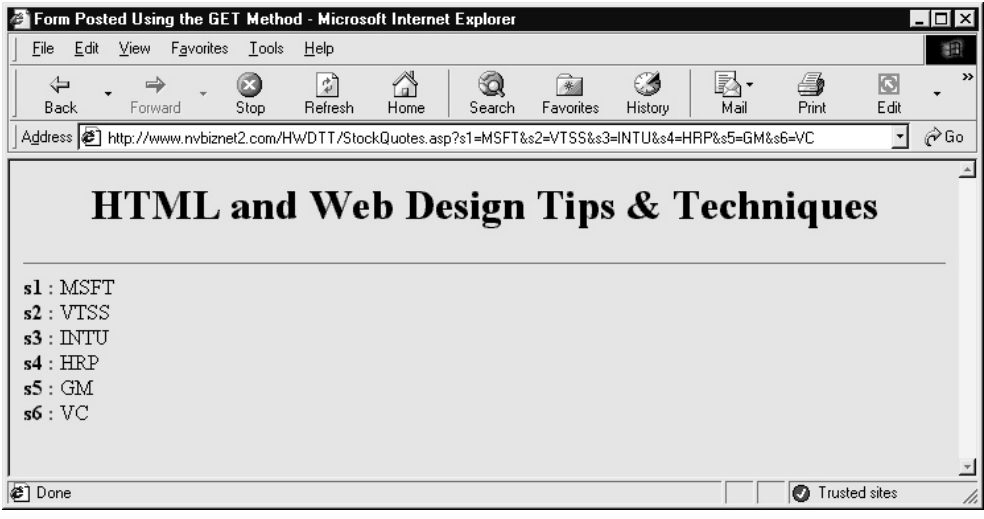 Form Posted Using the GET Method - Microsoft Internet Explorer
File Edit View Favorites Tools Help
Back Forward Stop Refresh Home Search Favorites History Mail Print Edit »
Address http://www.nvbiznet2.com/HWDTT/StockQuotes.asp?s1=MSFT&s2=VTSS&s3=INTU&s4=HRP&s5=GM&s6=VC Go
HTML and Web Design Tips & Techniques
s1 : MSFT
s2 : VTSS
s3 : INTU
s4 : HRP
s5 : GM
s6 : VC
Done Trusted sites